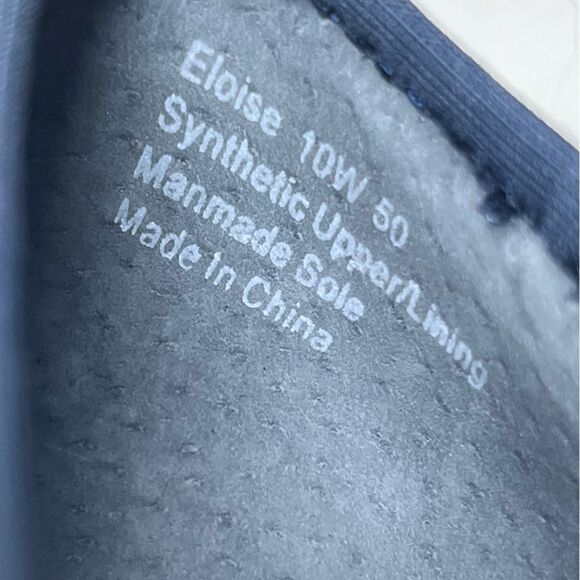 Eloise 10W 50
Synthetic Upper/Lining
Manmade Sole
Made in China